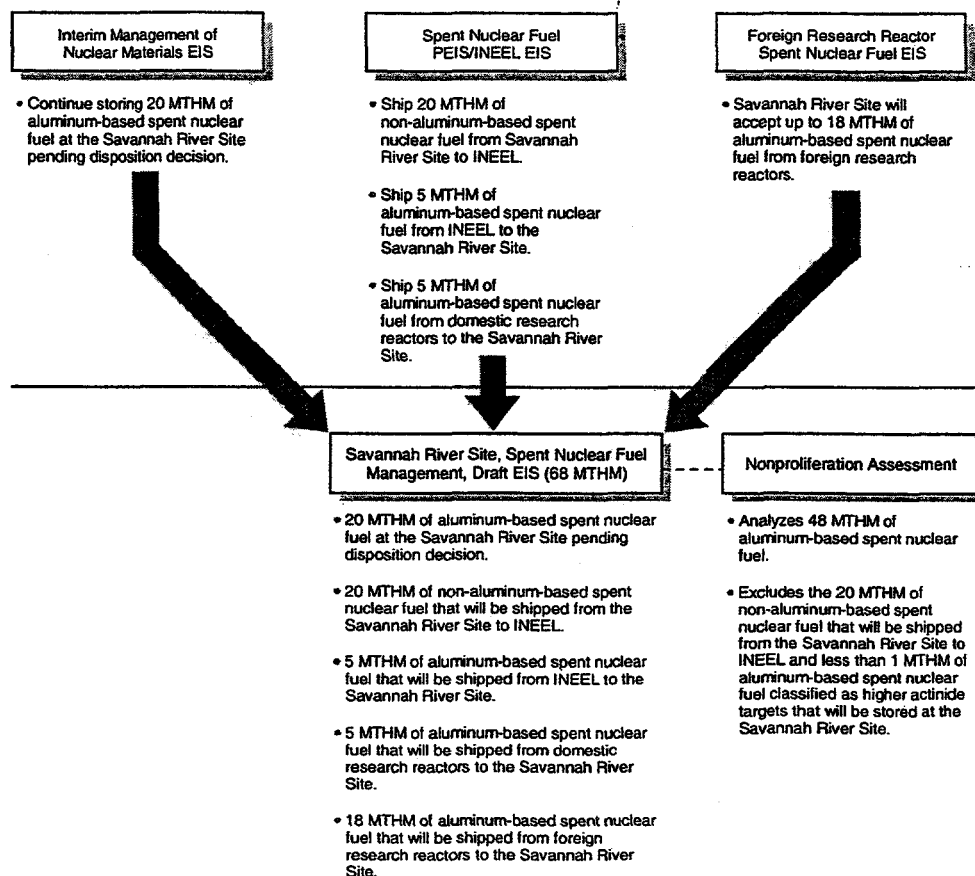 Interim Management of
Nuclear Materials EIS
• Continue storing 20 MTHM of
aluminum-based spent nuclear
fuel at the Savannah River Site
pending disposition decision.
Spent Nuclear Fuel
PEIS/INEEL EIS
• Ship 20 MTHM of
non-aluminum-based spent
nuclear fuel from Savannah
River Site to INEEL.
• Ship 5 MTHM of
aluminum-based spent nuclear
fuel from INEEL to the
Savannah River Site.
• Ship 5 MTHM of
aluminum-based spent nuclear
fuel from domestic research
reactors to the Savannah River
Site.
Foreign Research Reactor
Spent Nuclear Fuel EIS
• Savannah River Site will
accept up to 18 MTHM of
aluminum-based spent nuclear
fuel from foreign research
reactors.
Savannah River Site, Spent Nuclear Fuel
Management, Draft EIS (68 MTHM)
• 20 MTHM of aluminum-based spent nuclear
fuel at the Savannah River Site pending
disposition decision.
• 20 MTHM of non-aluminum-based spent
nuclear fuel that will be shipped from the
Savannah River Site to INEEL.
• 5 MTHM of aluminum-based spent nuclear
fuel that will be shipped from INEEL to the
Savannah River Site.
• 5 MTHM of aluminum-based spent nuclear
fuel that will be shipped from domestic
research reactors to the Savannah River
Site.
• 18 MTHM of aluminum-based spent nuclear
fuel that will be shipped from foreign
research reactors to the Savannah River
Site.
Nonproliferation Assessment
• Analyzes 48 MTHM of
aluminum-based spent nuclear
fuel.
• Excludes the 20 MTHM of
non-aluminum-based spent
nuclear fuel that will be shipped
from the Savannah River Site to
INEEL and less than 1 MTHM of
aluminum-based spent nuclear
fuel classified as higher actinide
targets that will be stored at the
Savannah River Site.